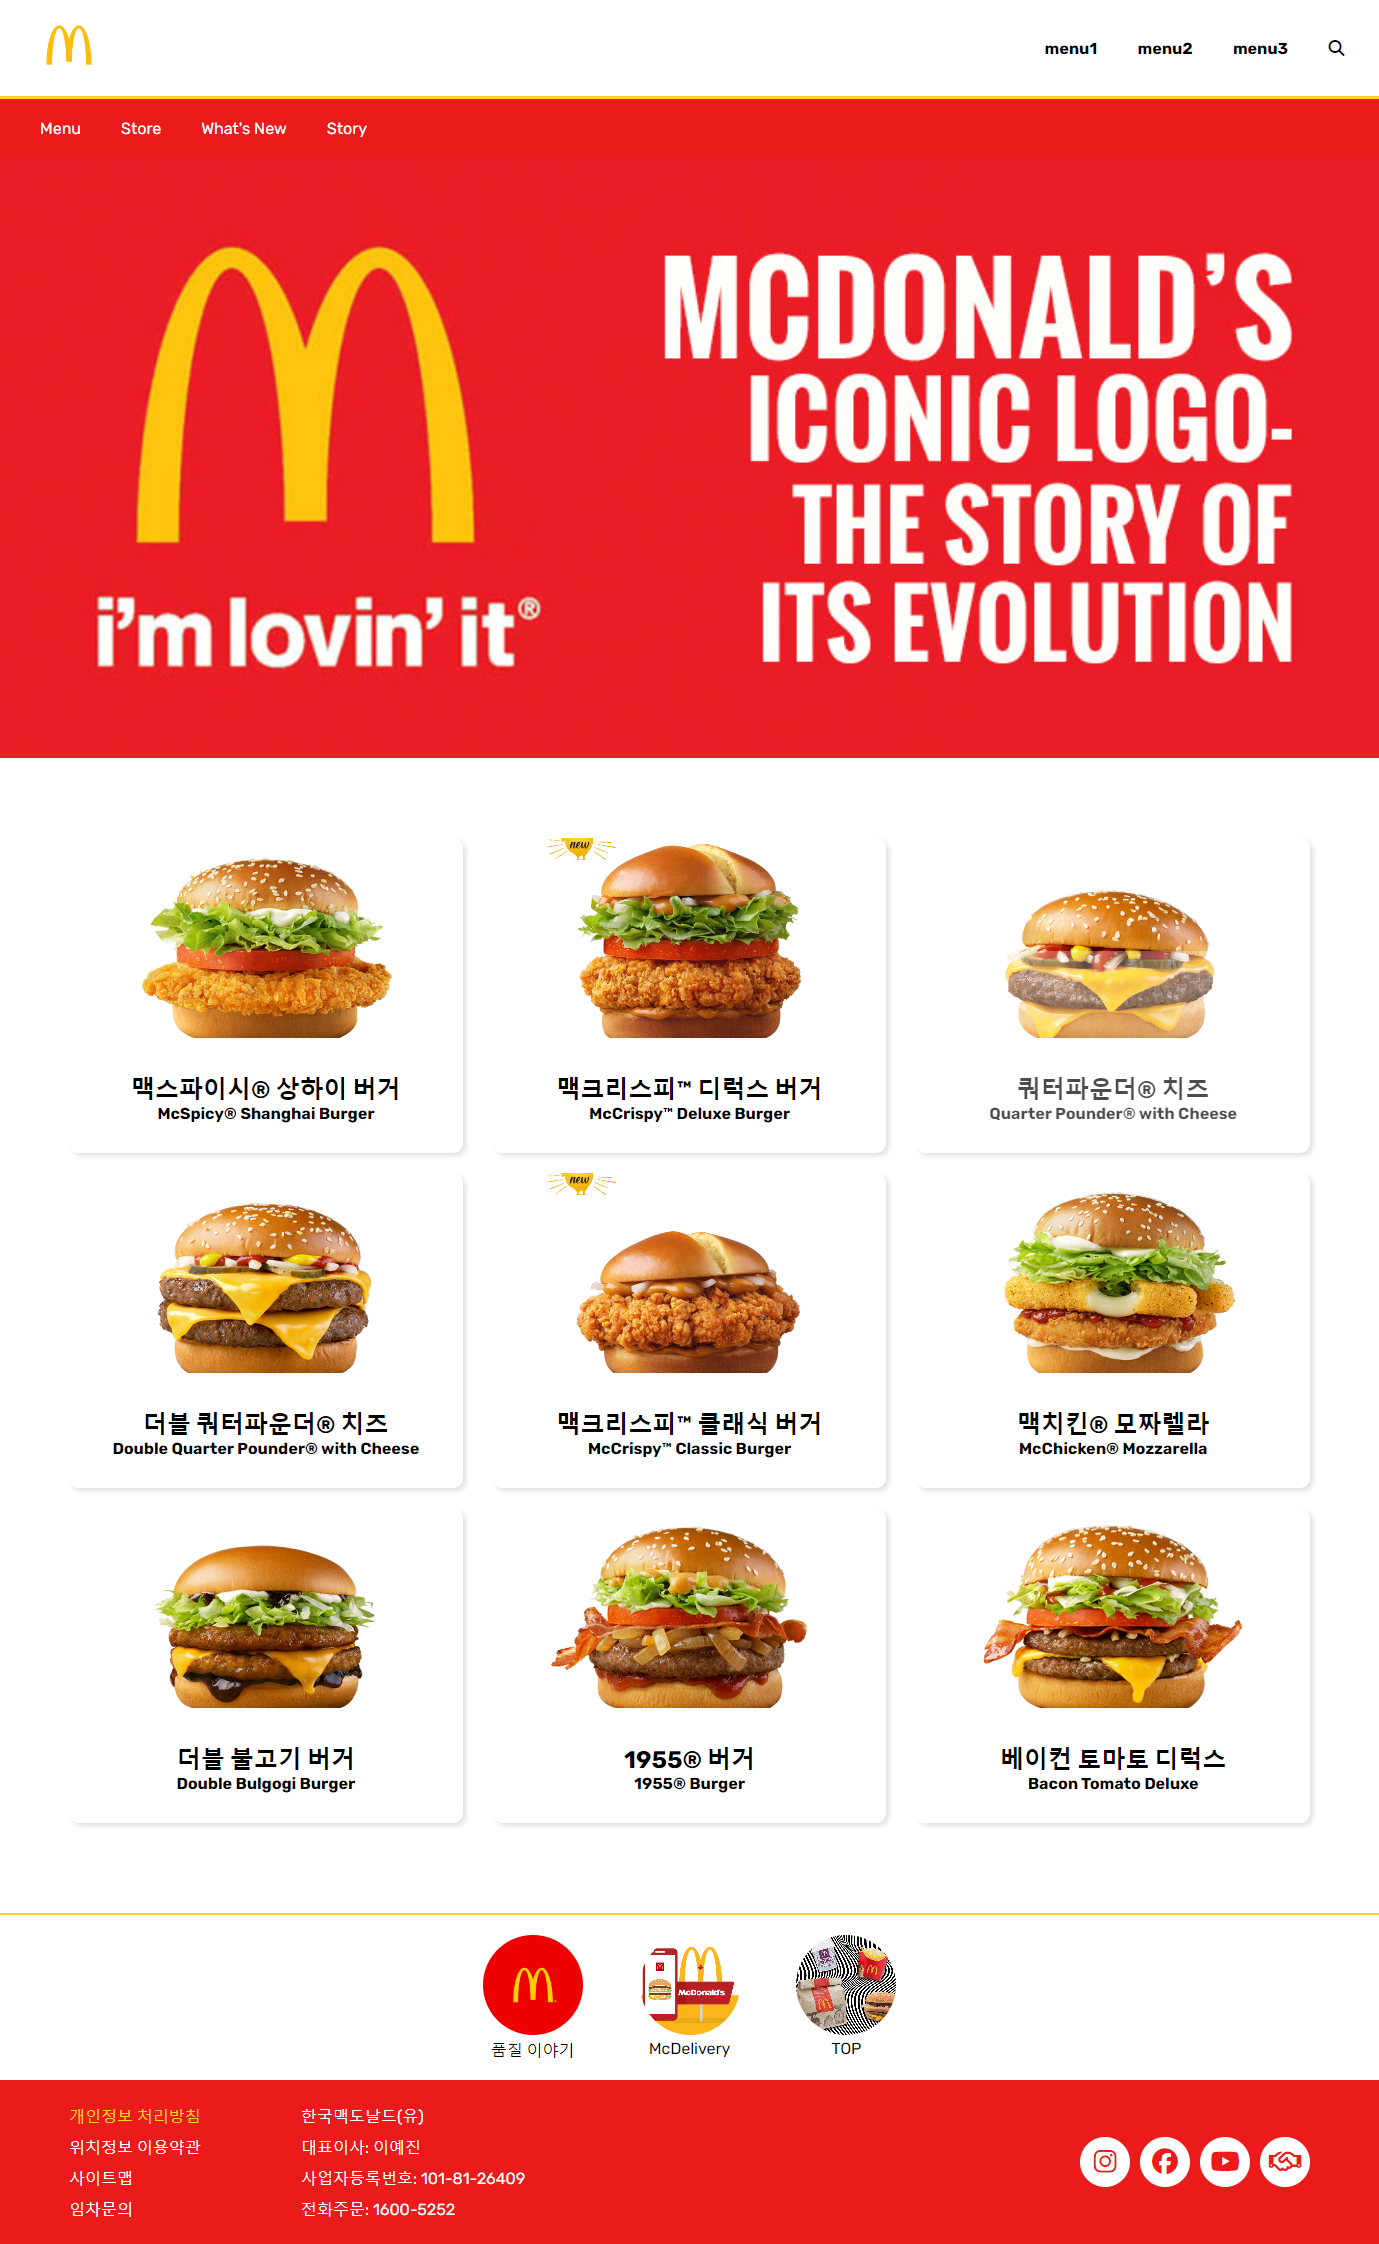 menu1 menu2 menu3
Menu Store What's New Story
MCDONALD'S
ICONIC LOGO-
THE STORY OF
ITS EVOLUTION
i'm lovin' it®
new
맥스파이시® 상하이 버거
McSpicy® Shanghai Burger
맥크리스피™ 디럭스 버거
McCrispy™ Deluxe Burger
쿼터파운더® 치즈
Quarter Pounder® with Cheese
new
더블 쿼터파운더® 치즈
Double Quarter Pounder® with Cheese
맥크리스피™ 클래식 버거
McCrispy™ Classic Burger
맥치킨® 모짜렐라
McChicken® Mozzarella
더블 불고기 버거
Double Bulgogi Burger
1955® 버거
1955® Burger
베이컨 토마토 디럭스
Bacon Tomato Deluxe
McDonald's
품질 이야기
McDelivery
TOP
개인정보 처리방침
위치정보 이용약관
사이트맵
임차문의
한국맥도날드(유)
대표이사: 이예진
사업자등록번호: 101-81-26409
전화주문: 1600-5252